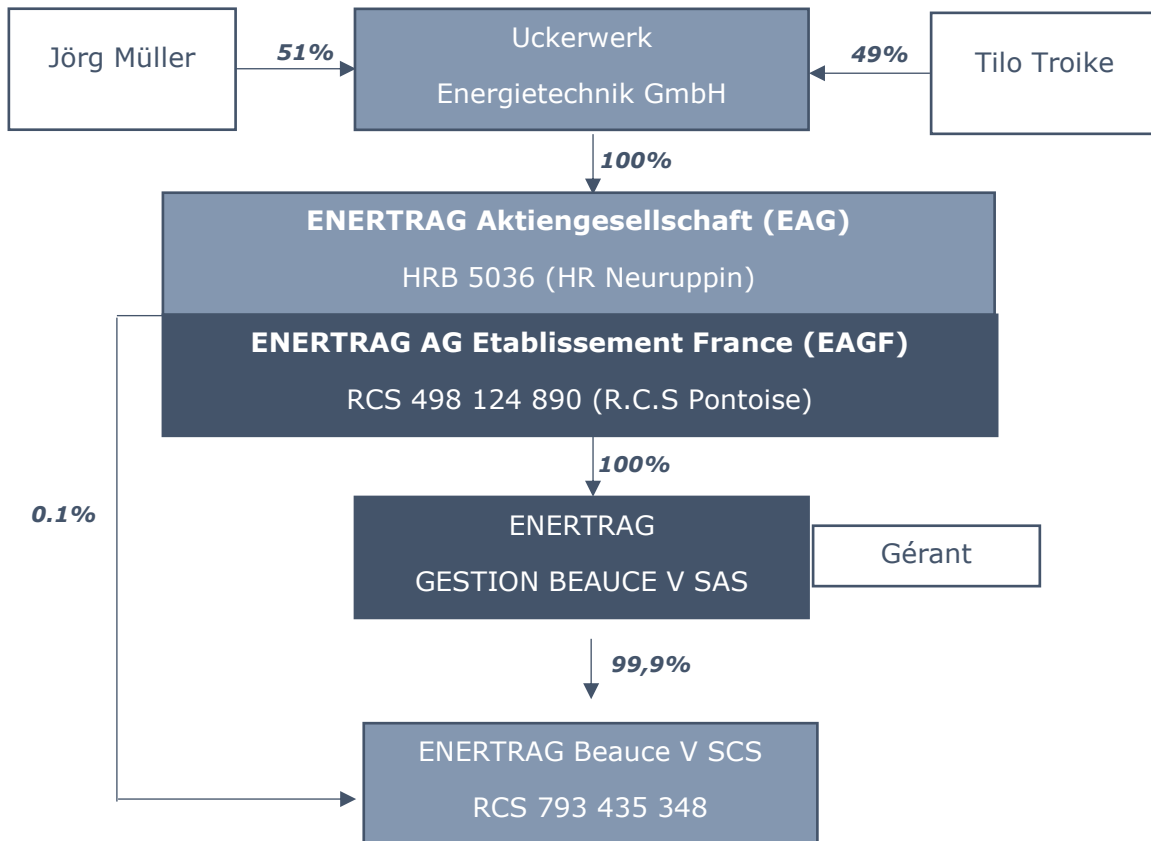 Jörg Müller
51%
Uckerwerk
Energietechnik GmbH
49%
Tilo Troike
100%
ENERTRAG Aktiengesellschaft (EAG)
HRB 5036 (HR Neuruppin)
ENERTRAG AG Etablissement France (EAGF)
RCS 498 124 890 (R.C.S Pontoise)
100%
0.1%
ENERTRAG
GESTION BEAUCE V SAS
Gérant
99,9%
ENERTRAG Beauce V SCS
RCS 793 435 348